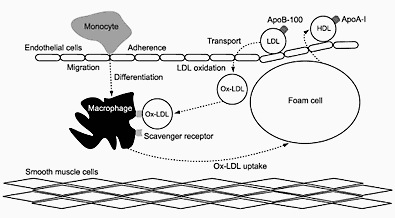 Monocyte
ApoB-100
ApoA-I
LDL
HDL
Endothelial cells
Adherence
Transport
Migration
LDL oxidation
Differentiation
Ox-LDL
Macrophage
Ox-LDL
Foam cell
Scavenger receptor
Ox-LDL uptake
Smooth muscle cells